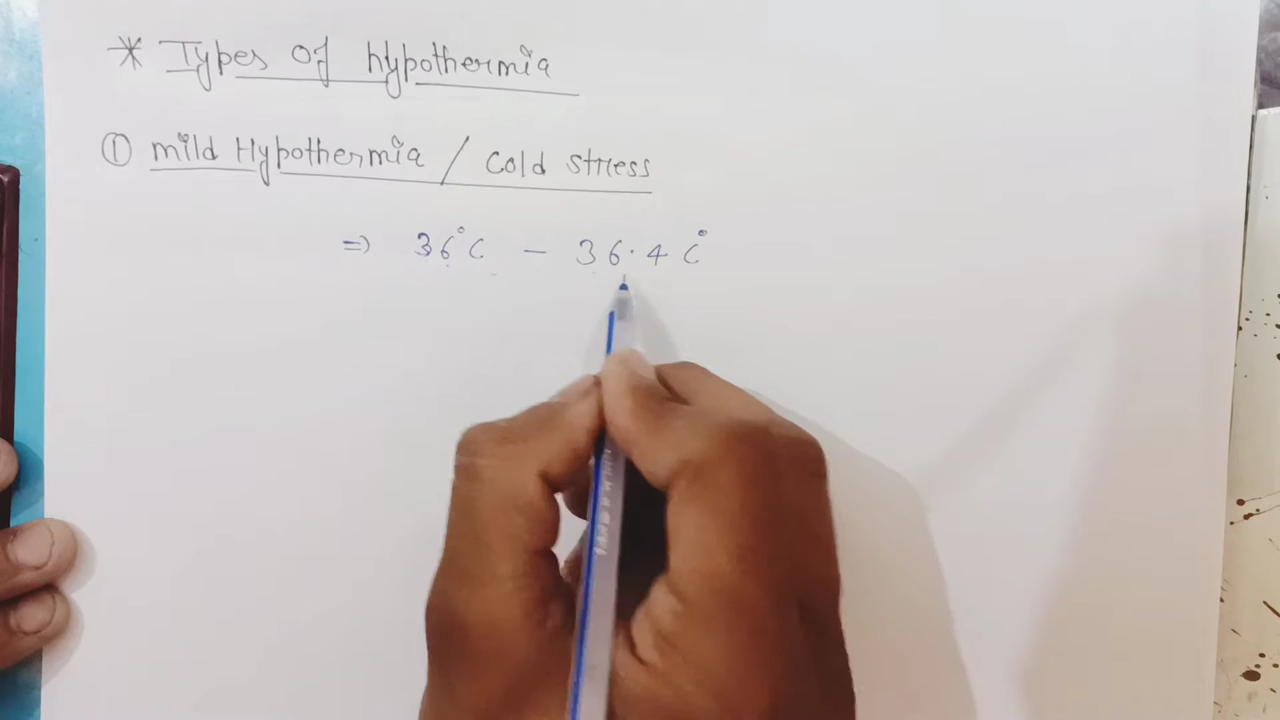 * Types of hypothermia
① mild Hypothermia / cold stress
⇒ 36°C - 36.4 C°